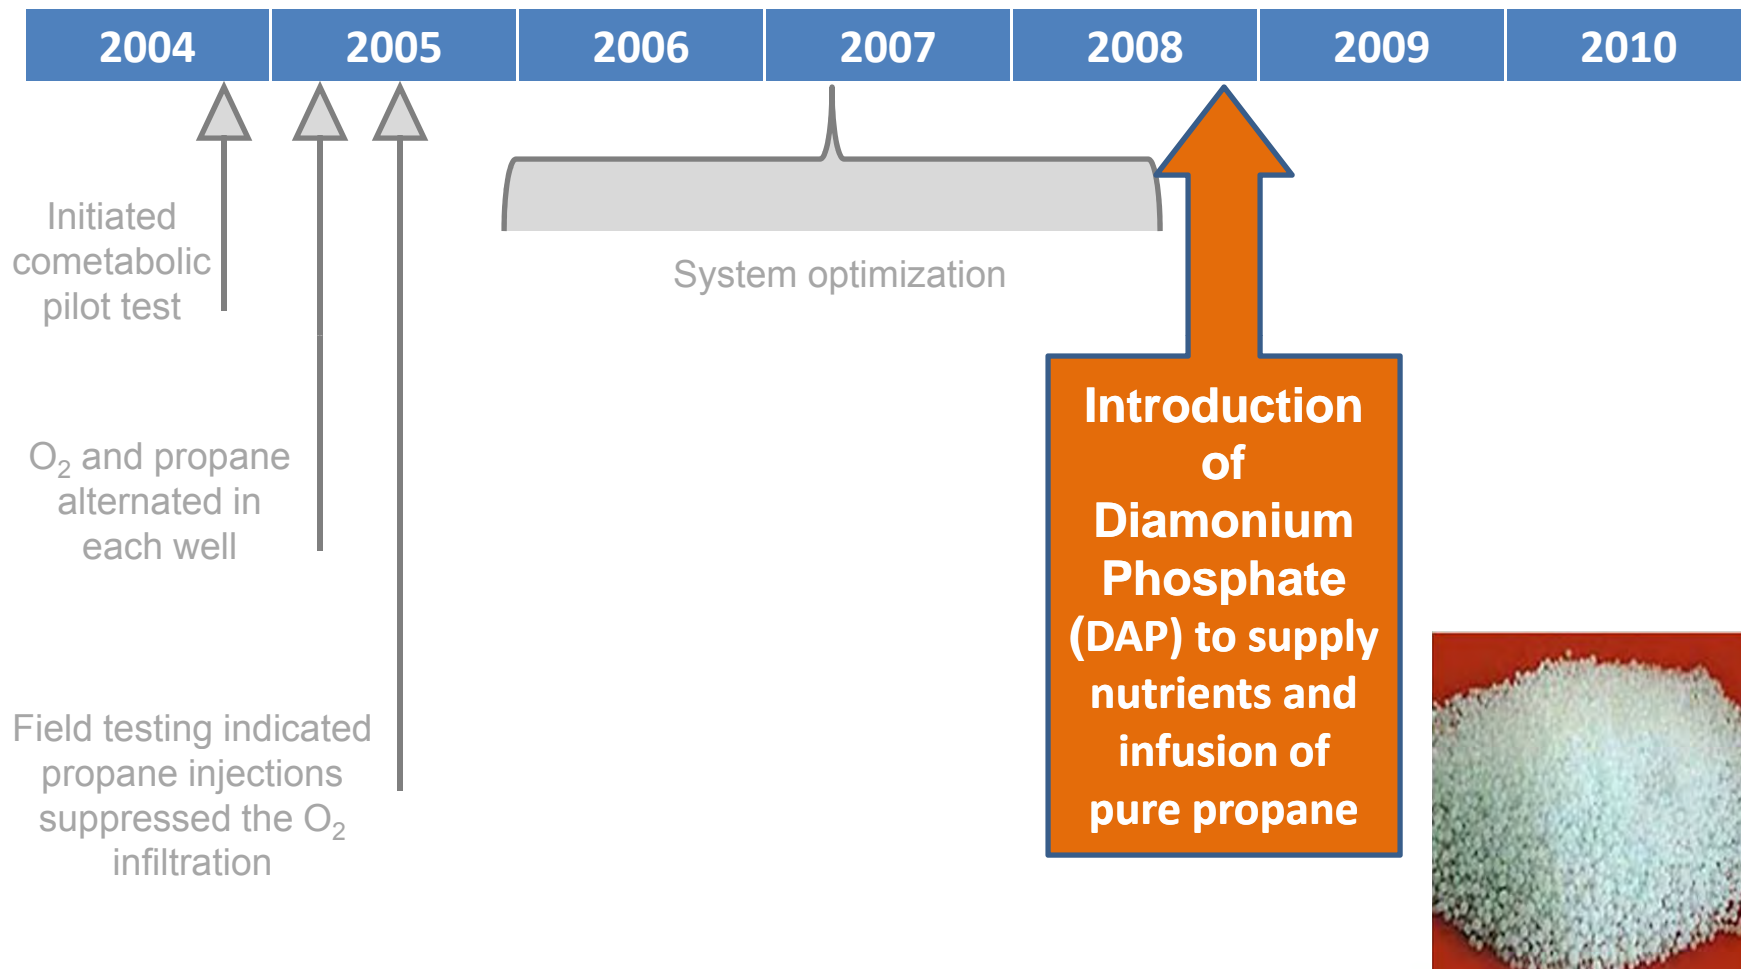 2004 2005 2006 2007 2008 2009 2010
Initiated
cometabolic
pilot test
O₂ and propane
alternated in
each well
Field testing indicated
propane injections
suppressed the O₂
infiltration
System optimization
Introduction
of
Diamonium
Phosphate
(DAP) to supply
nutrients and
infusion of
pure propane